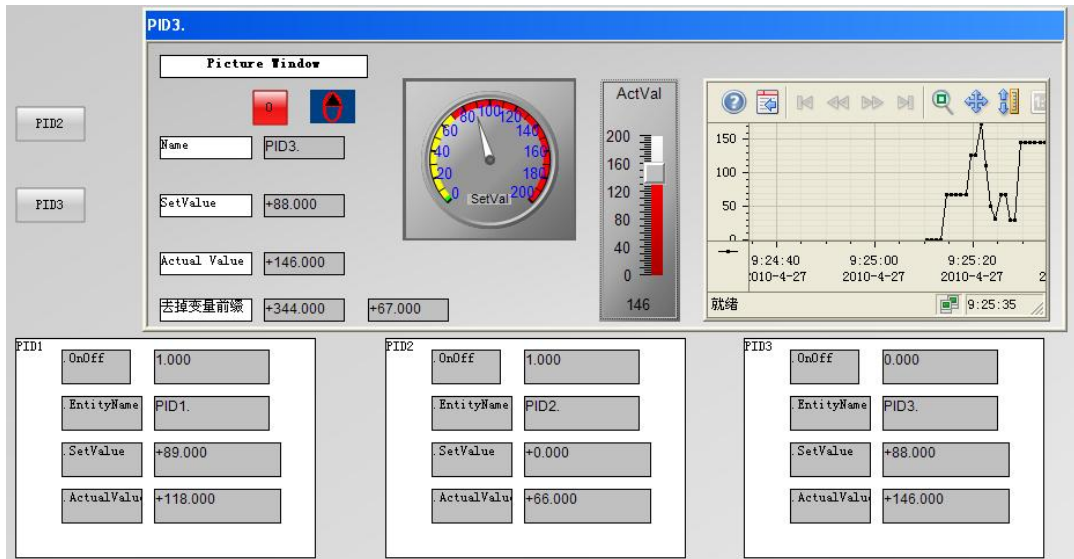 PID3.
Picture Window
0
PID2
Name
PID3.
PID3
SetValue
+88.000
Actual Value
+146.000
去掉变量前缀
+344.000
+67.000
0
20
40
60
80
100
120
140
160
180
200
SetVal
ActVal
200
160
120
80
40
0
146
150
100
50
0
9:24:40
9:25:00
9:25:20
2010-4-27
2010-4-27
就绪
9:25:35
PID1
.OnOff
1.000
.EntityName
PID1.
.SetValue
+89.000
.ActualValu
+118.000
PID2
.OnOff
1.000
.EntityName
PID2.
.SetValue
+0.000
.ActualValu
+66.000
PID3
.OnOff
0.000
.EntityName
PID3.
.SetValue
+88.000
.ActualValu
+146.000